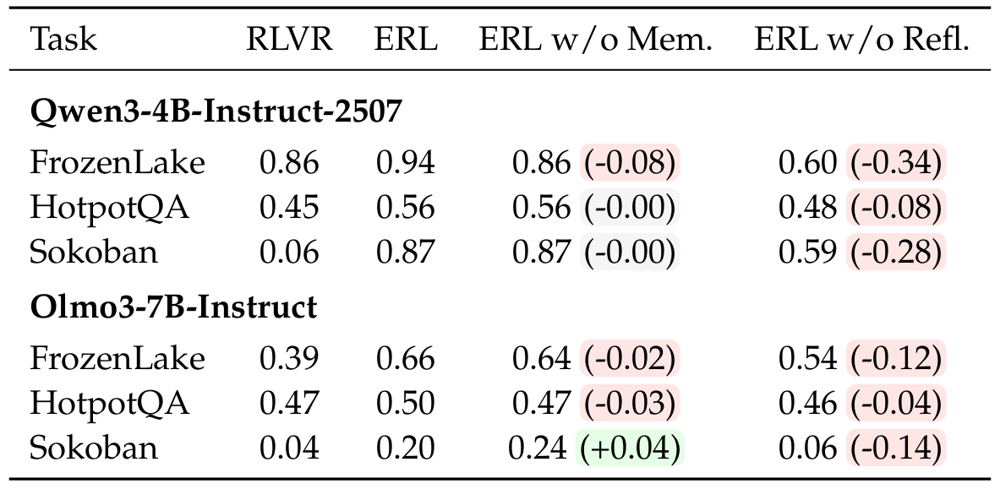 Task RLVR ERL ERL w/o Mem. ERL w/o Refl.
Qwen3-4B-Instruct-2507
FrozenLake 0.86 0.94 0.86 (-0.08) 0.60 (-0.34)
HotpotQA 0.45 0.56 0.56 (-0.00) 0.48 (-0.08)
Sokoban 0.06 0.87 0.87 (-0.00) 0.59 (-0.28)
Olmo3-7B-Instruct
FrozenLake 0.39 0.66 0.64 (-0.02) 0.54 (-0.12)
HotpotQA 0.47 0.50 0.47 (-0.03) 0.46 (-0.04)
Sokoban 0.04 0.20 0.24 (+0.04) 0.06 (-0.14)